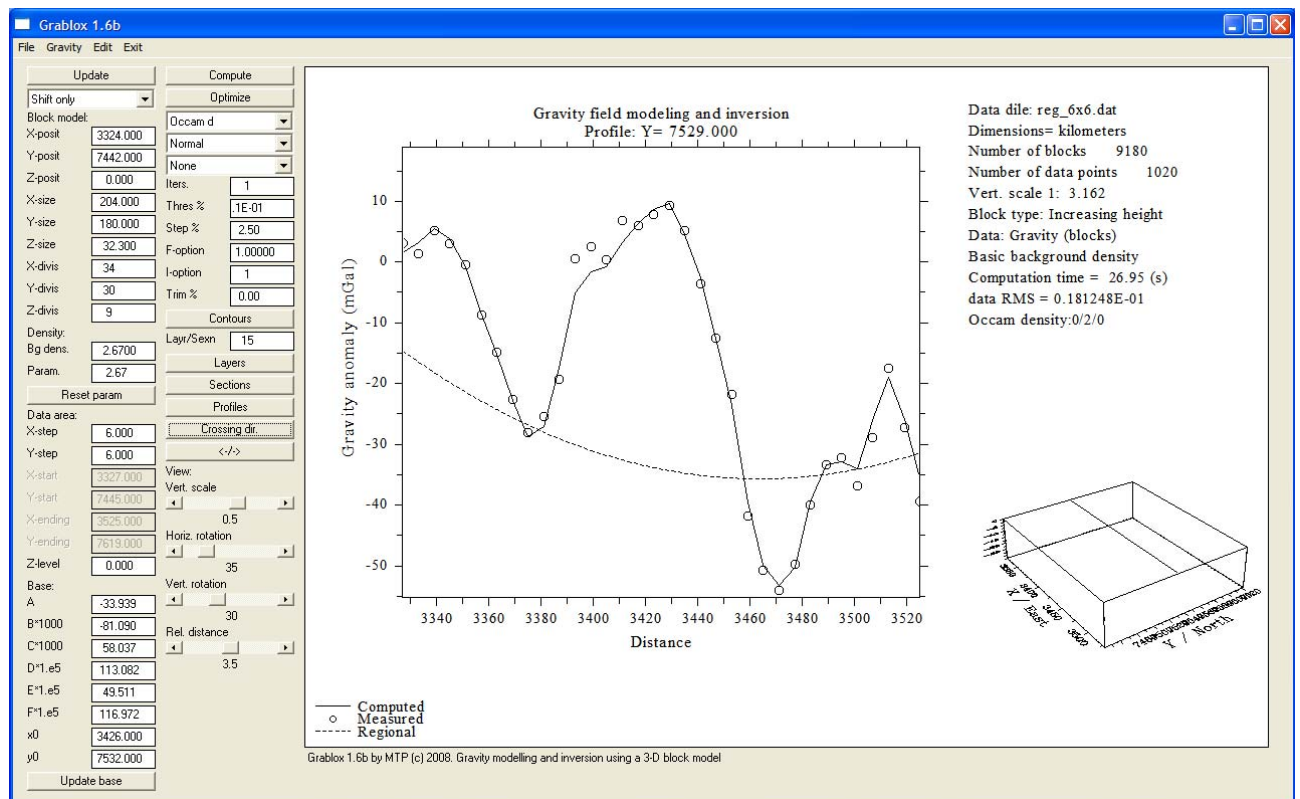 Grablox 1.6b
File Gravity Edit Exit
Update
Shift only
Block model:
X-posit 3324.000
Y-posit 7442.000
Z-posit 0.000
X-size 204.000
Y-size 180.000
Z-size 32.300
X-divis 34
Y-divis 30
Z-divis 9
Density:
Bg dens. 2.6700
Param. 2.67
Reset param
Data area:
X-step 6.000
Y-step 6.000
X-start 3327.000
Y-start 7445.000
X-ending 3525.000
Y-ending 7619.000
Z-level 0.000
Base:
A -33.939
B*1000 -81.090
C*1000 58.037
D*1.e5 113.082
E*1.e5 49.511
F*1.e5 116.972
x0 3426.000
y0 7532.000
Update base
Compute
Optimize
Occam d
Normal
None
Iters. 1
Thres % .1E-01
Step % 2.50
F-option 1.00000
I-option 1
Trim % 0.00
Contours
Layr/Sexn 15
Layers
Sections
Profiles
Crossing dir.
<-/->
View:
Vert. scale
0.5
Horiz. rotation
35
Vert. rotation
30
Rel. distance
3.5
Gravity field modeling and inversion
Profile: Y= 7529.000
Gravity anomaly (mGal)
10
0
-10
-20
-30
-40
-50
3340 3360 3380 3400 3420 3440 3460 3480 3500 3520
Distance
Computed
Measured
Regional
Data dile: reg_6x6.dat
Dimensions= kilometers
Number of blocks 9180
Number of data points 1020
Vert. scale 1: 3.162
Block type: Increasing height
Data: Gravity (blocks)
Basic background density
Computation time = 26.95 (s)
data RMS = 0.181248E-01
Occam density:0/2/0
X / East
Y / North
Grablox 1.6b by MTP (c) 2008. Gravity modelling and inversion using a 3-D block model